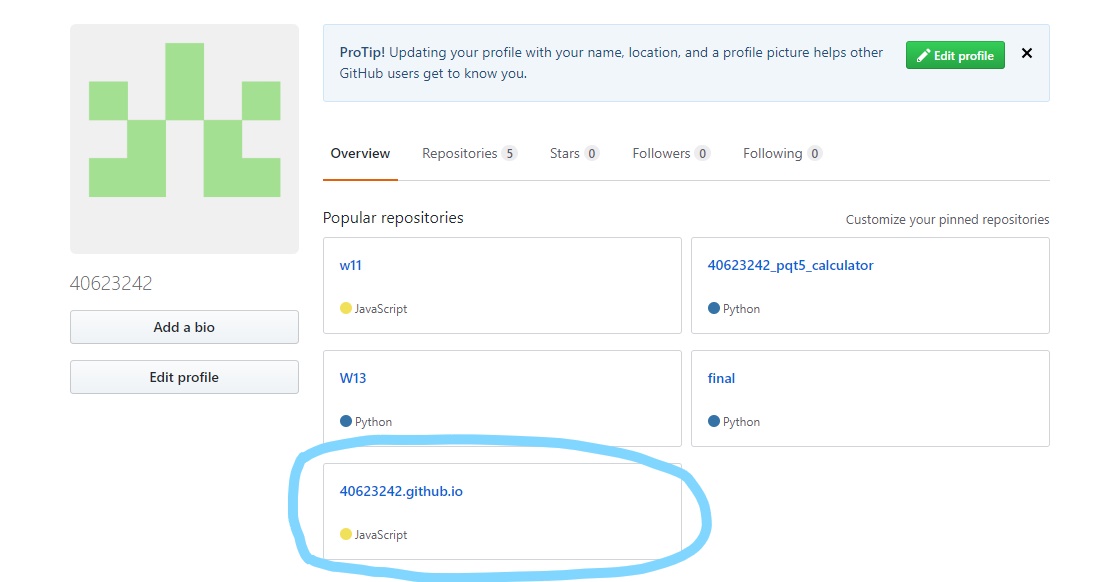 ProTip! Updating your profile with your name, location, and a profile picture helps other
GitHub users get to know you.
Edit profile
Overview Repositories 5 Stars 0 Followers 0 Following 0
40623242
Add a bio
Edit profile
Popular repositories
Customize your pinned repositories
w11
JavaScript
40623242_pqt5_calculator
Python
W13
Python
final
Python
40623242.github.io
JavaScript